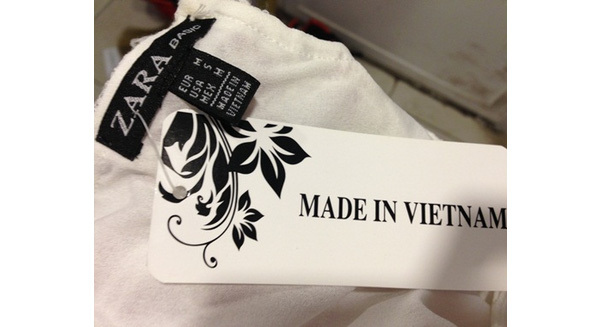 ZARA BASIC
EUR M
USA S
MEX M
MADE IN
VIETNAM
MADE IN VIETNAM